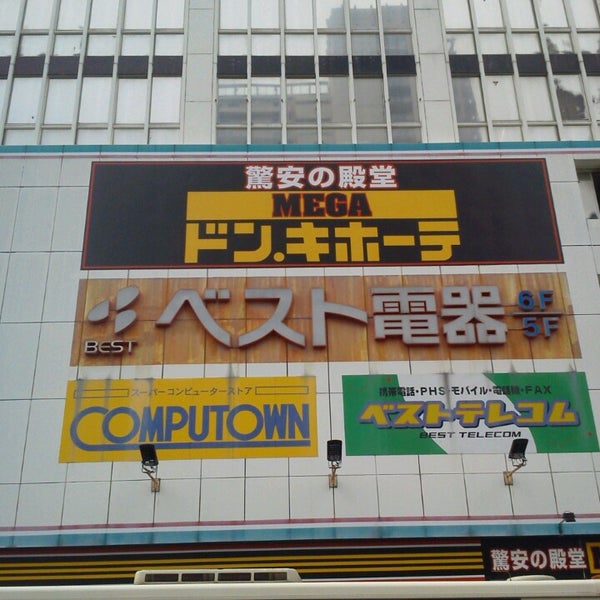 驚安の殿堂
MEGA
ドン.キホーテ
BEST
ベスト電器
6F
5F
スーパーコンピューターストア
COMPUTOWN
携帯電話・PHS・モバイル・電話機・FAX
ベストテレコム
BEST TELECOM
驚安の殿堂